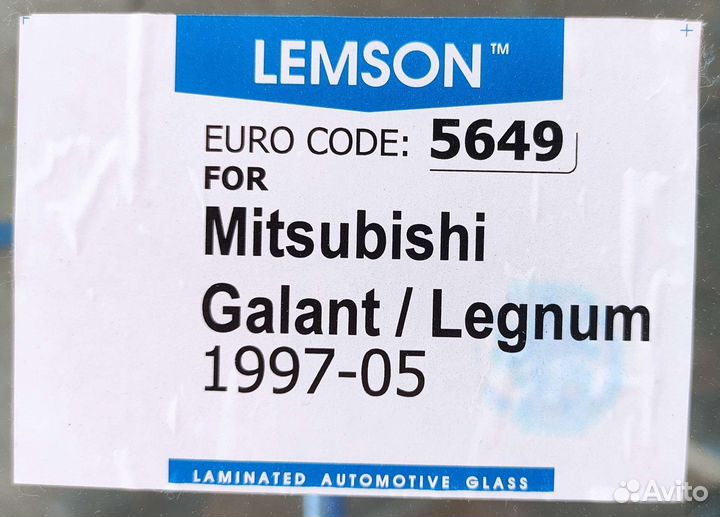 LEMSON™
EURO CODE: 5649
FOR
Mitsubishi
Galant / Legnum
1997-05
LAMINATED AUTOMOTIVE GLASS
Avito